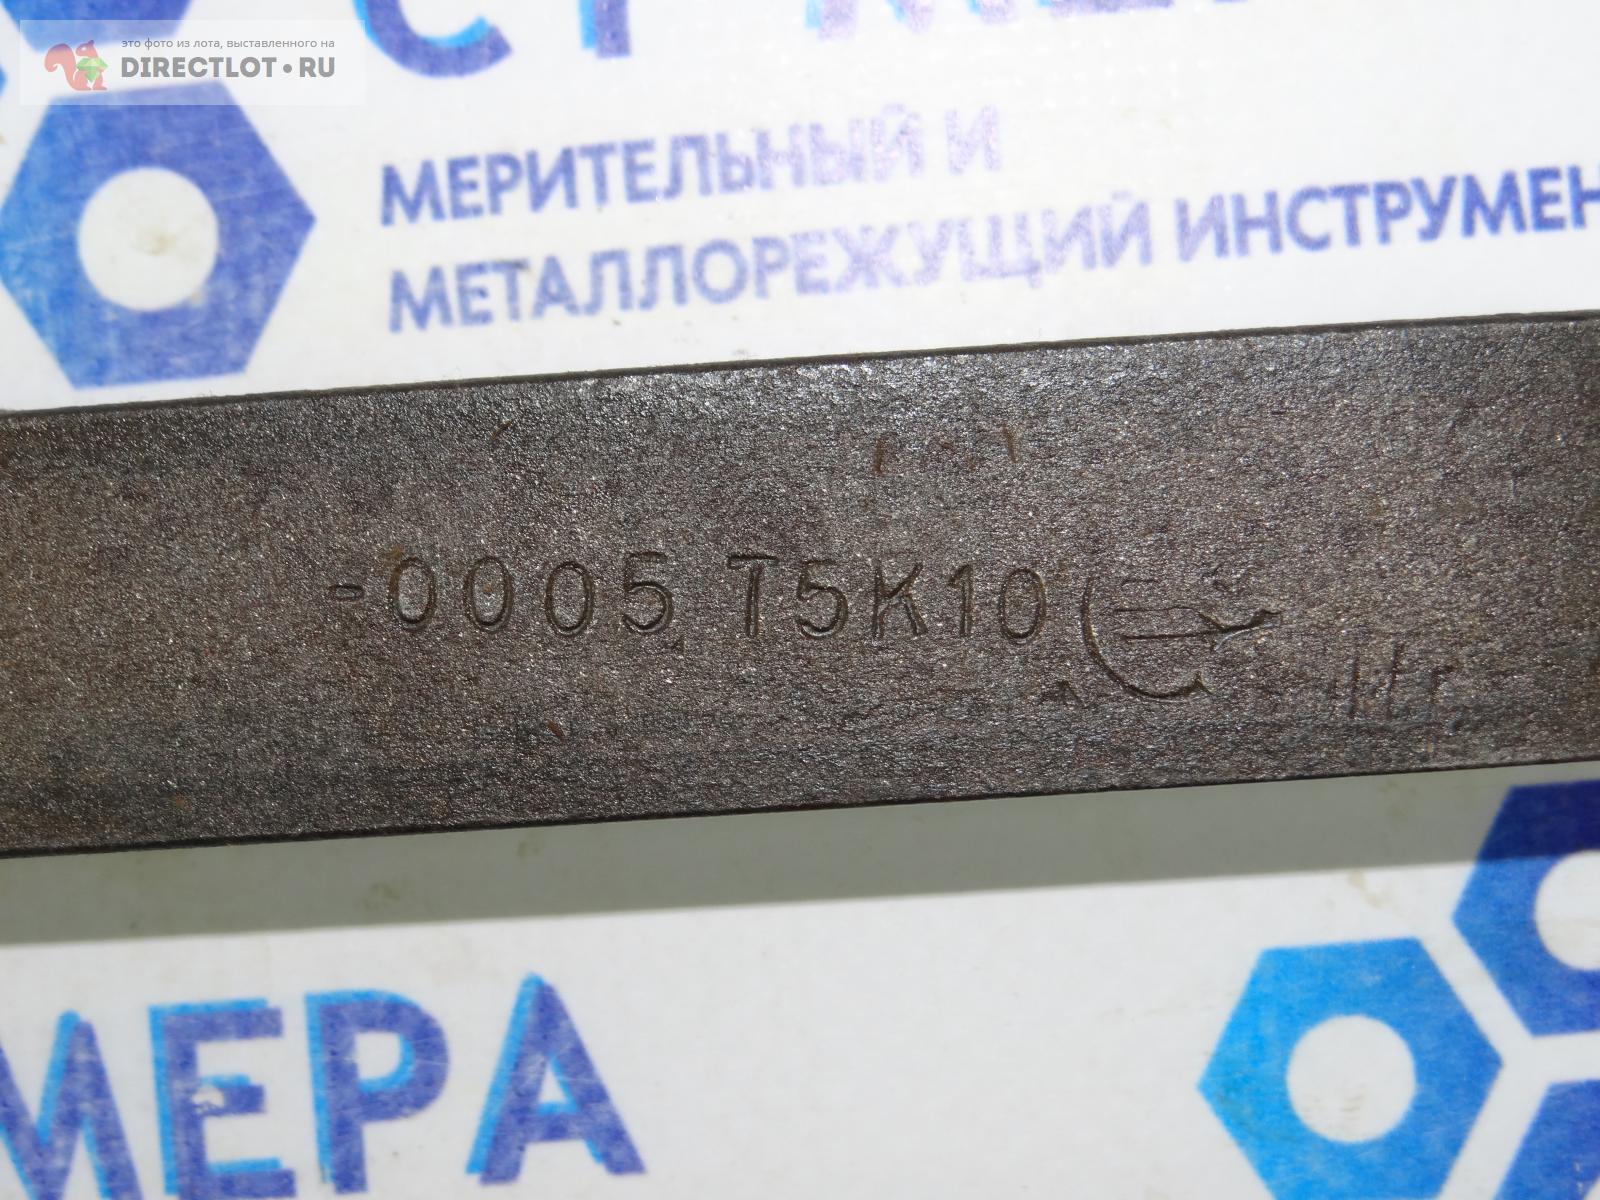 это фото из лота, выставленного на
DIRECTLOT.RU
МЕРИТЕЛЬНЫЙ И
МЕТАЛЛОРЕЖУЩИЙ ИНСТРУМЕН
-0005 Т5К10
МЕРА